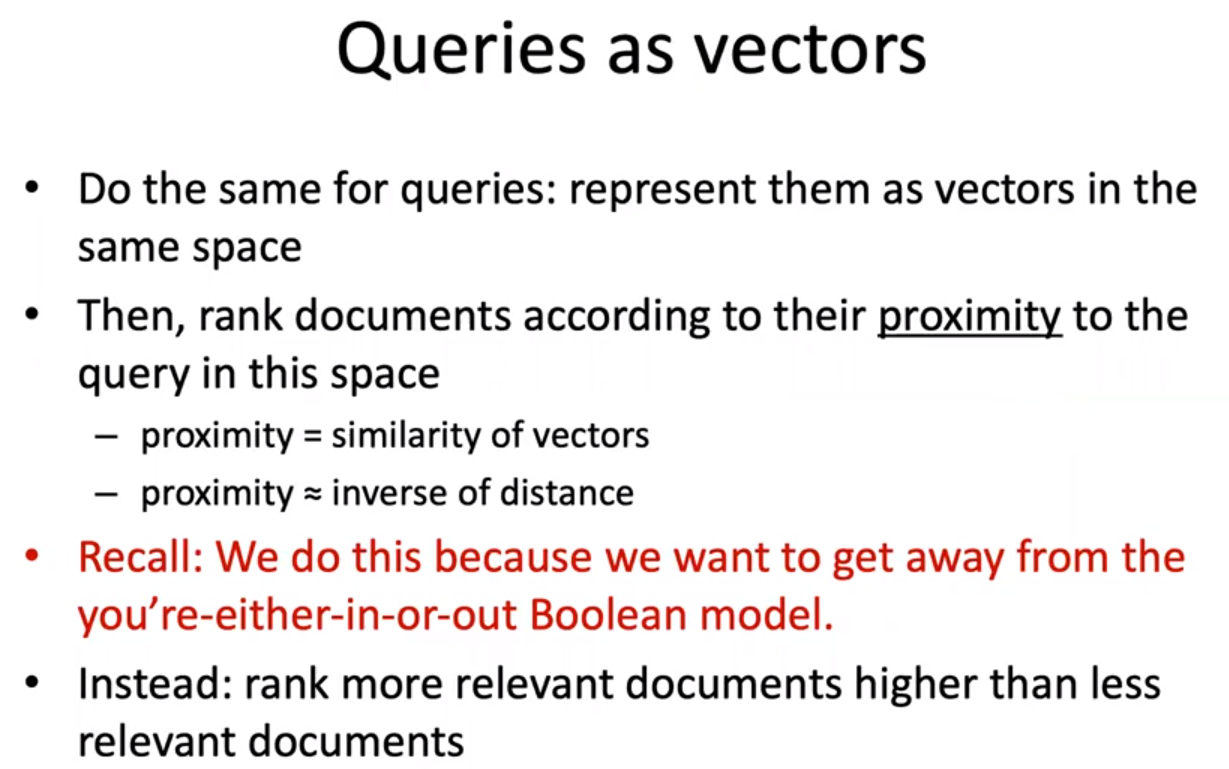 Queries as vectors
• Do the same for queries: represent them as vectors in the
same space
• Then, rank documents according to their proximity to the
query in this space
– proximity = similarity of vectors
– proximity ≈ inverse of distance
• Recall: We do this because we want to get away from the
you’re-either-in-or-out Boolean model.
• Instead: rank more relevant documents higher than less
relevant documents